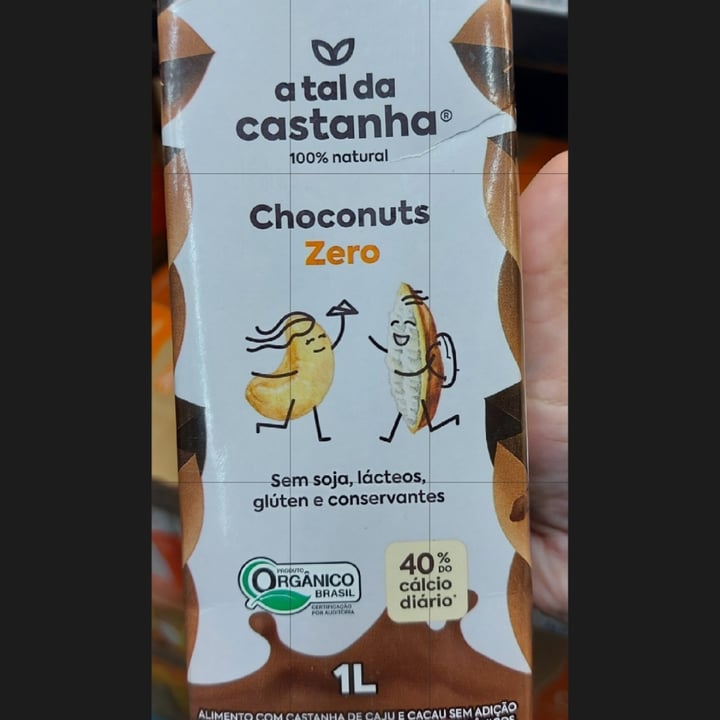 a tal da
castanha®
100% natural
Choconuts
Zero
Sem soja, lácteos,
glúten e conservantes
PRODUTO
ORGÂNICO
BRASIL
CERTIFICAÇÃO
POR AUDITORIA
40%
DO
cálcio
diário*
1L
ALIMENTO COM CASTANHA DE CAJU E CACAU SEM ADIÇÃO